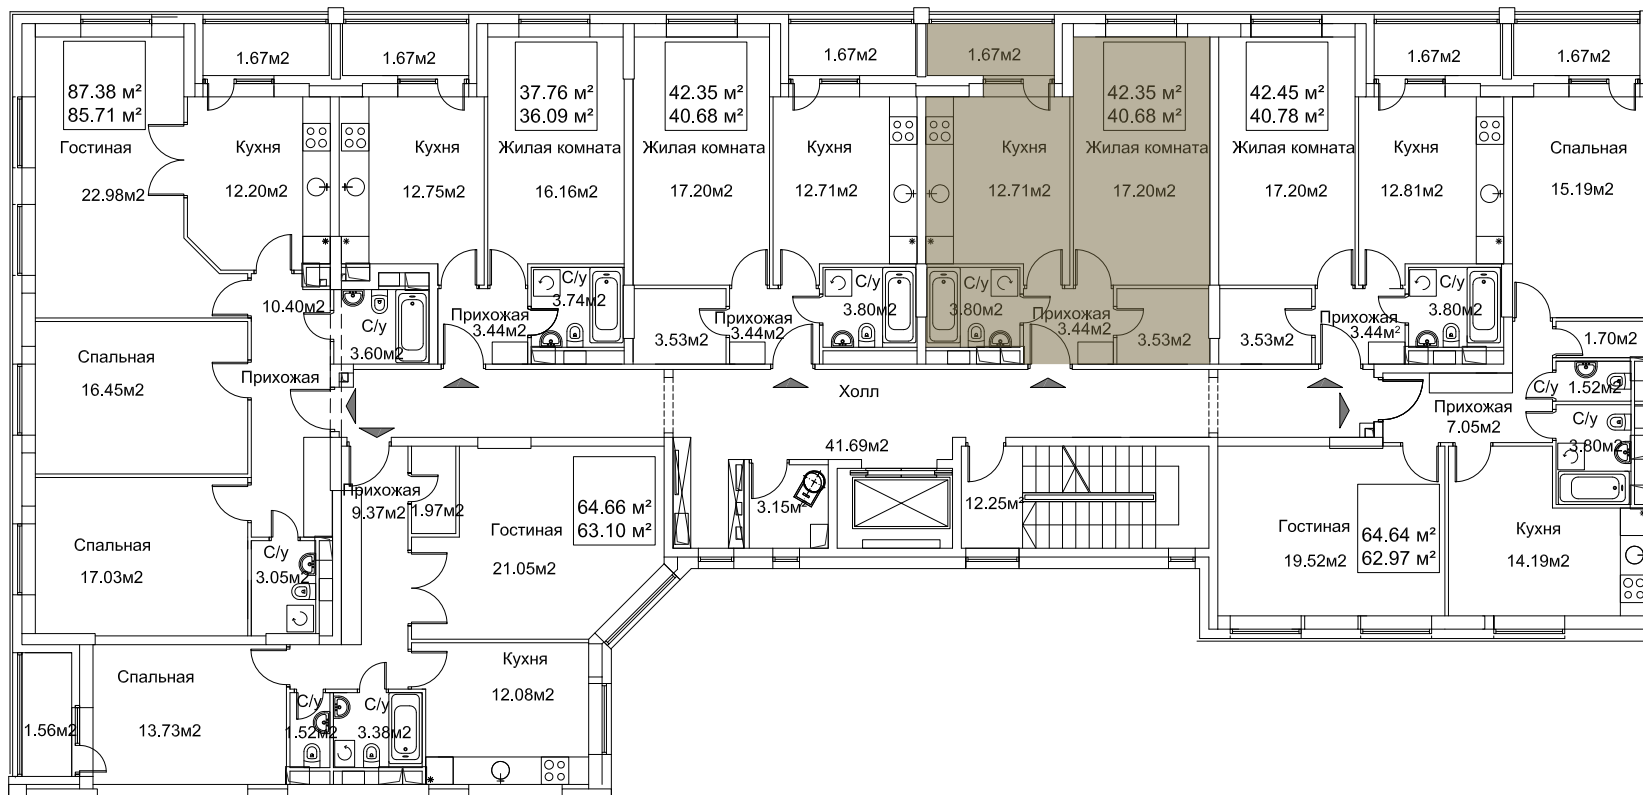 1.67м2
1.67м2
1.67м2
1.67м2
1.67м2
1.67м2
87.38 м²
85.71 м²
37.76 м²
36.09 м²
42.35 м²
40.68 м²
42.35 м²
40.68 м²
42.45 м²
40.78 м²
Гостиная
22.98м2
Кухня
12.20м2
Кухня
12.75м2
Жилая комната
16.16м2
Жилая комната
17.20м2
Кухня
12.71м2
Кухня
12.71м2
Жилая комната
17.20м2
Жилая комната
17.20м2
Кухня
12.81м2
Спальная
15.19м2
10.40м2
С/у
3.60м2
Прихожая
3.44м2
С/у
3.74м2
3.53м2
Прихожая
3.44м2
С/у
3.80м2
С/у
3.80м2
Прихожая
3.44м2
3.53м2
3.53м2
Прихожая
3.44м²
С/у
3.80м2
1.70м2
Спальная
16.45м2
Прихожая
Холл
41.69м2
С/у
1.52м2
Прихожая
7.05м2
С/у
3.80м2
Прихожая
9.37м2
1.97м2
Гостиная
21.05м2
64.66 м²
63.10 м²
3.15м²
12.25м²
Гостиная
19.52м2
64.64 м²
62.97 м²
Кухня
14.19м2
Спальная
17.03м2
С/у
3.05м2
Спальная
13.73м2
1.56м2
С/у
1.52м2
С/у
3.38м2
Кухня
12.08м2